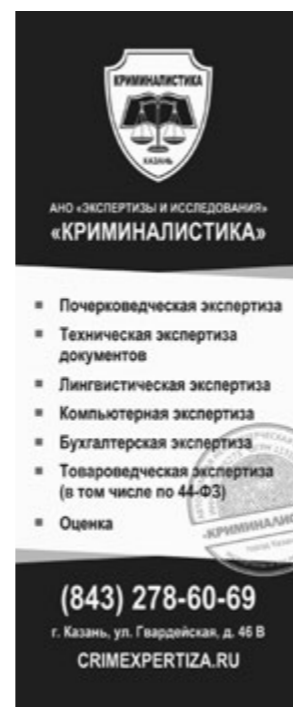 КРИМИНАЛИСТИКА
КАЗАНЬ
АНО «ЭКСПЕРТИЗЫ И ИССЛЕДОВАНИЯ»
«КРИМИНАЛИСТИКА»
Почерковедческая экспертиза
Техническая экспертиза
документов
Лингвистическая экспертиза
Компьютерная экспертиза
Бухгалтерская экспертиза
Товароведческая экспертиза
(в том числе по 44-ФЗ)
Оценка
(843) 278-60-69
г. Казань, ул. Гвардейская, д. 46 В
CRIMEXPERTIZA.RU